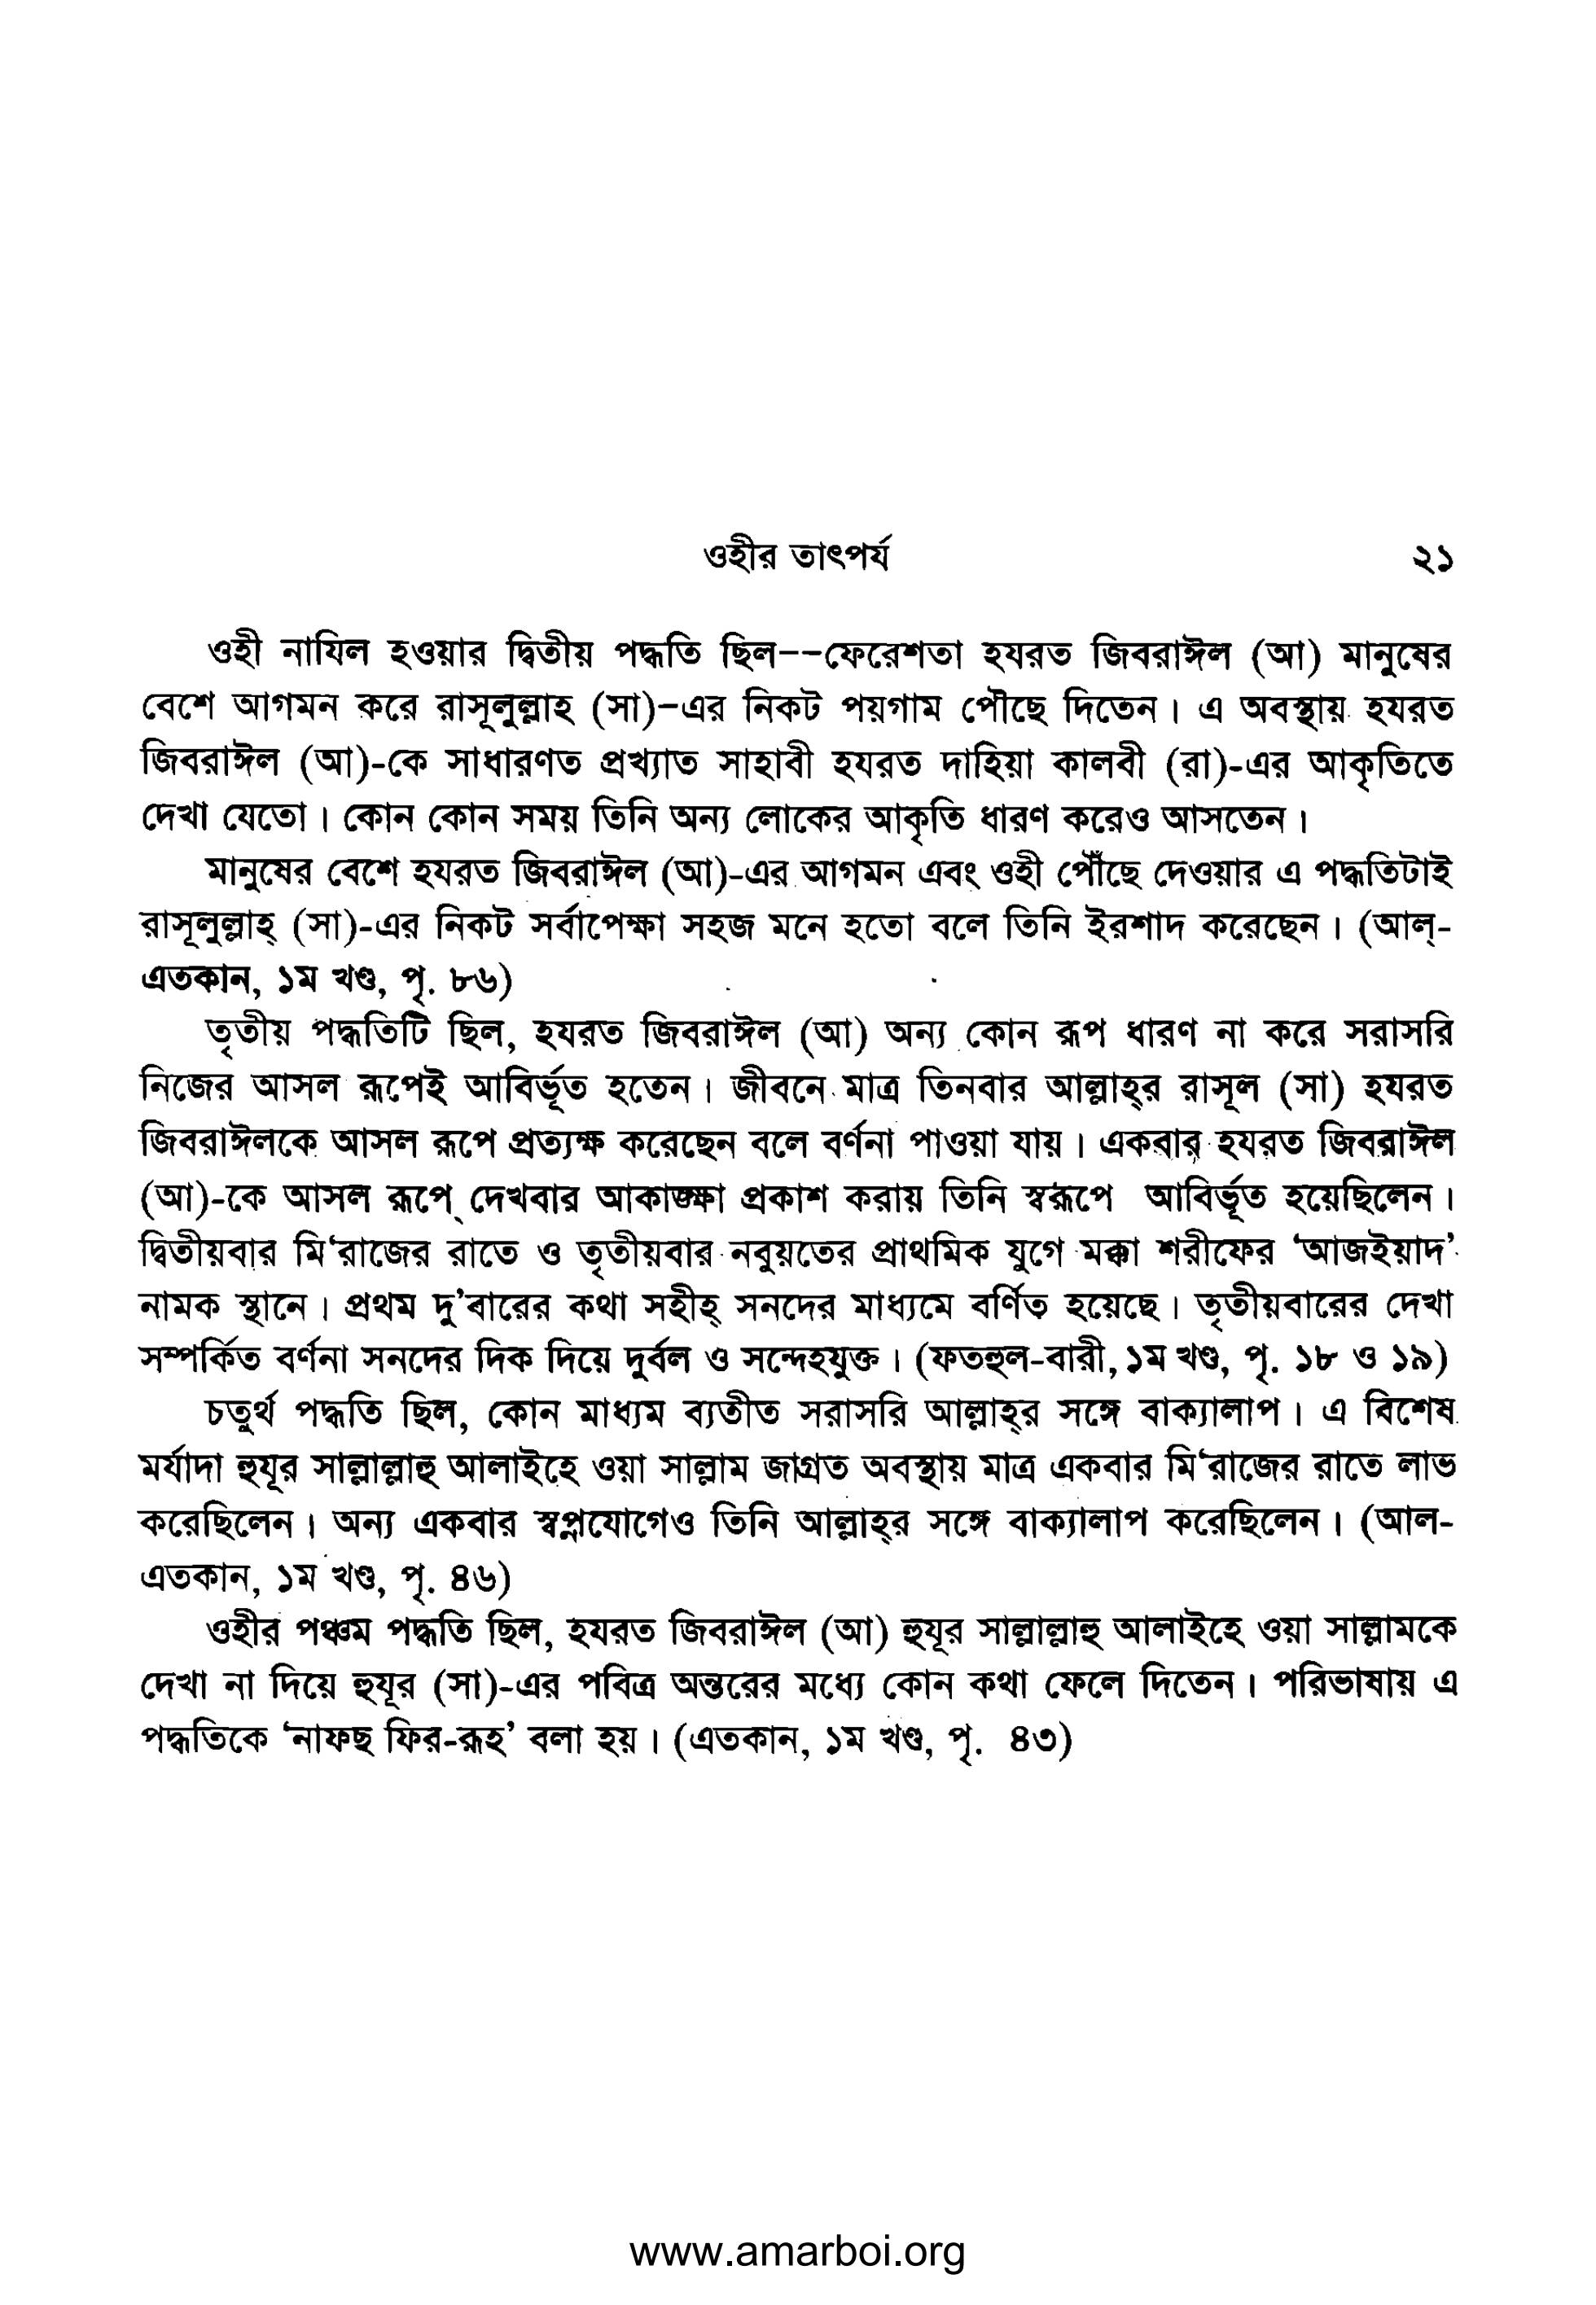 ওহীর তাৎপর্য ২১
ওহী নাযিল হওয়ার দ্বিতীয় পদ্ধতি ছিল--ফেরেশতা হযরত জিবরাঈল (আ) মানুষের
বেশে আগমন করে রাসূলুল্লাহ (সা)-এর নিকট পয়গাম পৌছে দিতেন। এ অবস্থায় হযরত
জিবরাঈল (আ)-কে সাধারণত প্রখ্যাত সাহাবী হযরত দাহিয়া কালবী (রা)-এর আকৃতিতে
দেখা যেতো। কোন কোন সময় তিনি অন্য লোকের আকৃতি ধারণ করেও আসতেন।
মানুষের বেশে হযরত জিবরাঈল (আ)-এর আগমন এবং ওহী পৌঁছে দেওয়ার এ পদ্ধতিটাই
রাসূলুল্লাহ্ (সা)-এর নিকট সর্বাপেক্ষা সহজ মনে হতো বলে তিনি ইরশাদ করেছেন। (আল্-
এতকান, ১ম খণ্ড, পৃ. ৮৬)
তৃতীয় পদ্ধতিটি ছিল, হযরত জিবরাঈল (আ) অন্য কোন রূপ ধারণ না করে সরাসরি
নিজের আসল রূপেই আবির্ভূত হতেন। জীবনে মাত্র তিনবার আল্লাহ্‌র রাসূল (সা) হযরত
জিবরাঈলকে আসল রূপে প্রত্যক্ষ করেছেন বলে বর্ণনা পাওয়া যায়। একবার হযরত জিবরাঈল
(আ)-কে আসল রূপে দেখবার আকাঙ্ক্ষা প্রকাশ করায় তিনি স্বরূপে আবির্ভূত হয়েছিলেন।
দ্বিতীয়বার মি‘রাজের রাতে ও তৃতীয়বার নবুয়তের প্রাথমিক যুগে মক্কা শরীফের ‘আজইয়াদ’
নামক স্থানে। প্রথম দু’বারের কথা সহীহ্ সনদের মাধ্যমে বর্ণিত হয়েছে। তৃতীয়বারের দেখা
সম্পর্কিত বর্ণনা সনদের দিক দিয়ে দুর্বল ও সন্দেহযুক্ত। (ফতহুল-বারী, ১ম খণ্ড, পৃ. ১৮ ও ১৯)
চতুর্থ পদ্ধতি ছিল, কোন মাধ্যম ব্যতীত সরাসরি আল্লাহ্‌র সঙ্গে বাক্যালাপ। এ বিশেষ
মর্যাদা হুযূর সাল্লাল্লাহু আলাইহে ওয়া সাল্লাম জাগ্রত অবস্থায় মাত্র একবার মি‘রাজের রাতে লাভ
করেছিলেন। অন্য একবার স্বপ্নযোগেও তিনি আল্লাহ্‌র সঙ্গে বাক্যালাপ করেছিলেন। (আল-
এতকান, ১ম খণ্ড, পৃ. ৪৬)
ওহীর পঞ্চম পদ্ধতি ছিল, হযরত জিবরাঈল (আ) হুযূর সাল্লাল্লাহু আলাইহে ওয়া সাল্লামকে
দেখা না দিয়ে হুযূর (সা)-এর পবিত্র অন্তরের মধ্যে কোন কথা ফেলে দিতেন। পরিভাষায় এ
পদ্ধতিকে ‘নাফছ ফির-রূহ’ বলা হয়। (এতকান, ১ম খণ্ড, পৃ. ৪৩)
www.amarboi.org